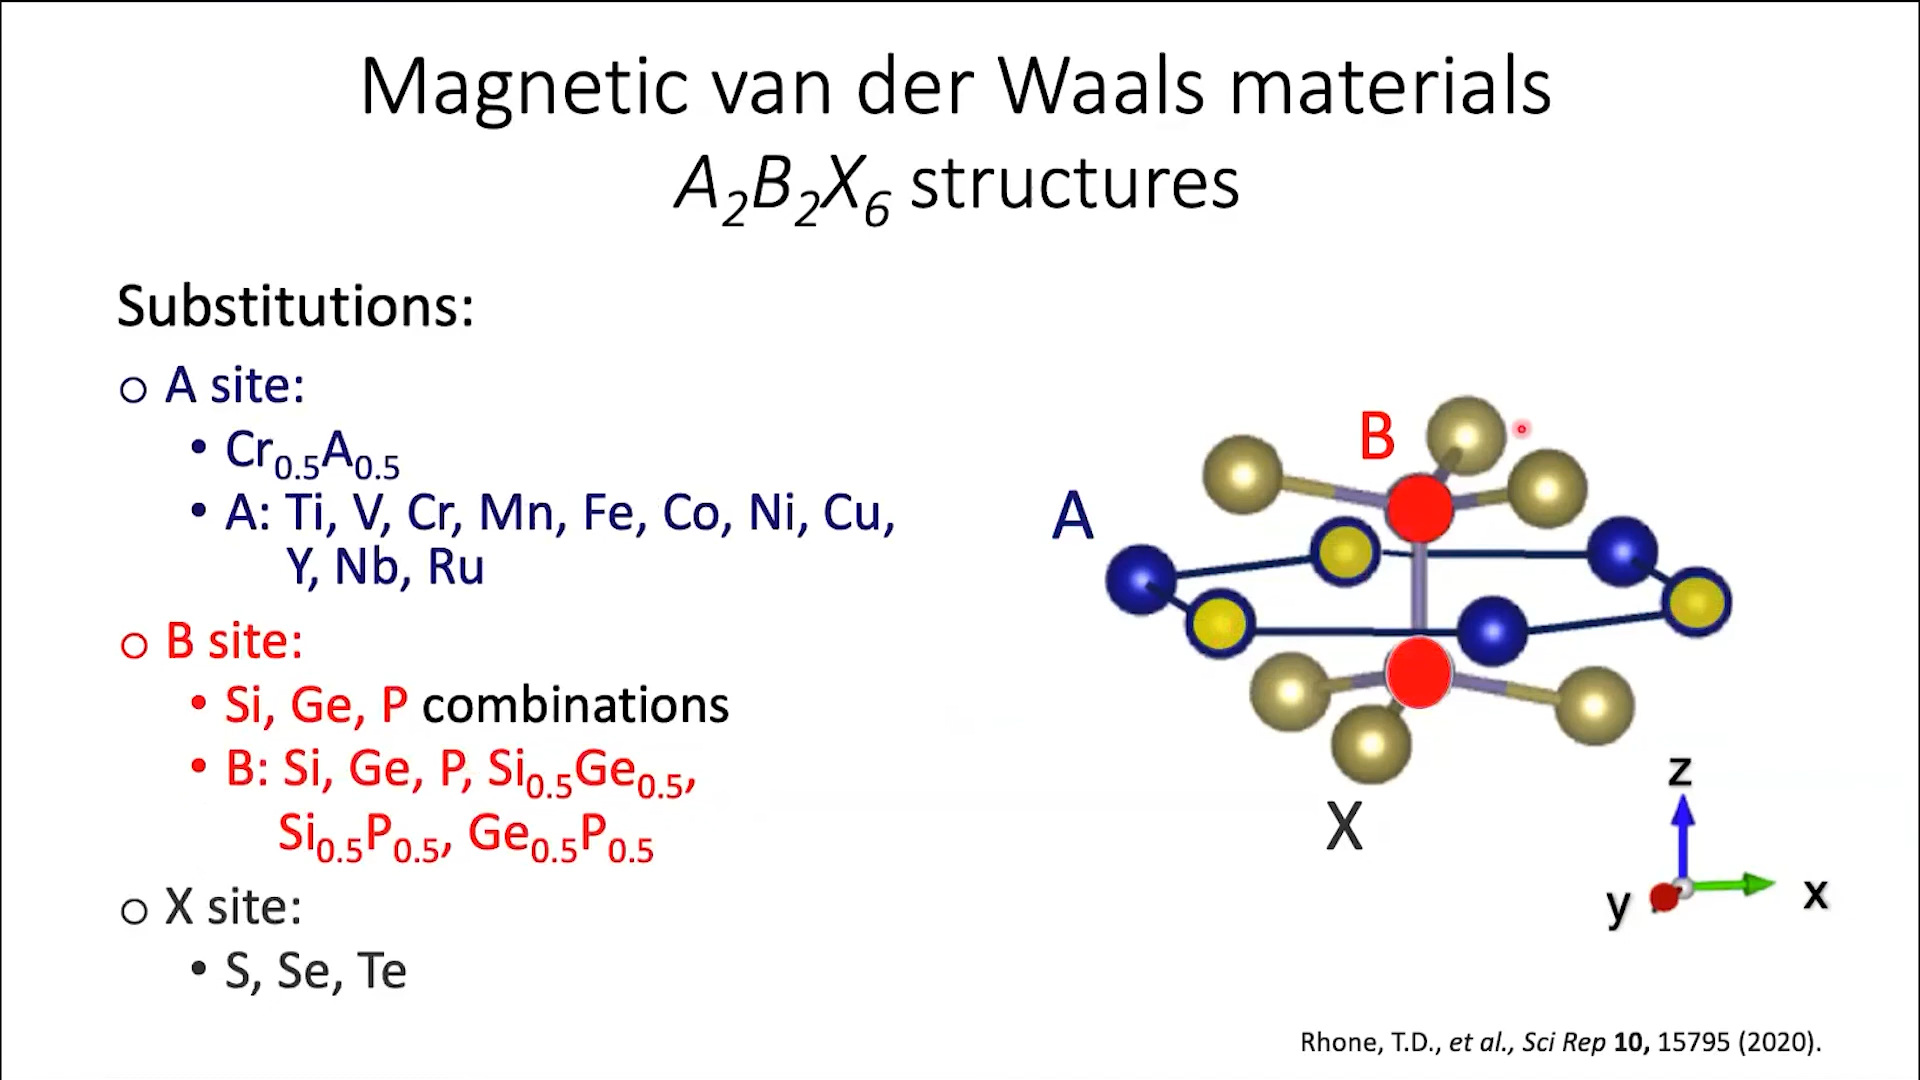 Magnetic van der Waals materials
A₂B₂X₆ structures
Substitutions:
○ A site:
• Cr₀.₅A₀.₅
• A: Ti, V, Cr, Mn, Fe, Co, Ni, Cu,
Y, Nb, Ru
○ B site:
• Si, Ge, P combinations
• B: Si, Ge, P, Si₀.₅Ge₀.₅,
Si₀.₅P₀.₅, Ge₀.₅P₀.₅
○ X site:
• S, Se, Te
B
A
X
z
y
x
Rhone, T.D., et al., Sci Rep 10, 15795 (2020).